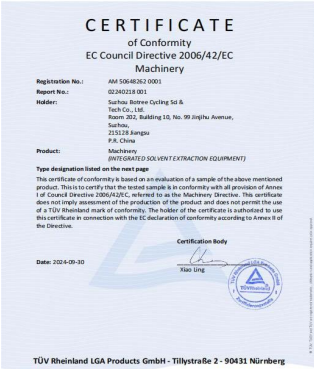 CERTIFICATE
of Conformity
EC Council Directive 2006/42/EC
Machinery
Registration No.: AM 50648262 0001
Report No.: 02240218 001
Holder: Suzhou Botree Cycling Sci &
Tech Co., Ltd.
Room 202, Building 10, No. 99 Jinjihu Avenue,
Suzhou,
215128 Jiangsu
P.R. China
Product: Machinery
(INTEGRATED SOLVENT EXTRACTION EQUIPMENT)
Type designation listed on the next page
This certificate of conformity is based on an evaluation of a sample of the above mentioned
product. This is to certify that the tested sample is in conformity with all provision of Annex
I of Council Directive 2006/42/EC, referred to as the Machinery Directive. This certificate
does not imply assessment of the production of the product and does not permit the use
of a TÜV Rheinland mark of conformity. The holder of the certificate is authorized to use
this certificate in connection with the EC declaration of conformity according to Annex II of
the Directive.
Certification Body
Date: 2024-09-30
Xiao Ling
TÜVRheinland
TÜV Rheinland LGA Products GmbH - Tillystraße 2 - 90431 Nürnberg